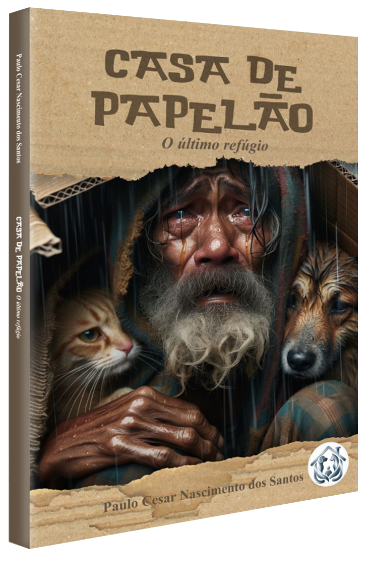 CASA DE
PAPELÃO
O último refúgio
Paulo Cesar Nascimento dos Santos
Paulo Cesar Nascimento dos Santos
CASA DE PAPELÃO O último refúgio